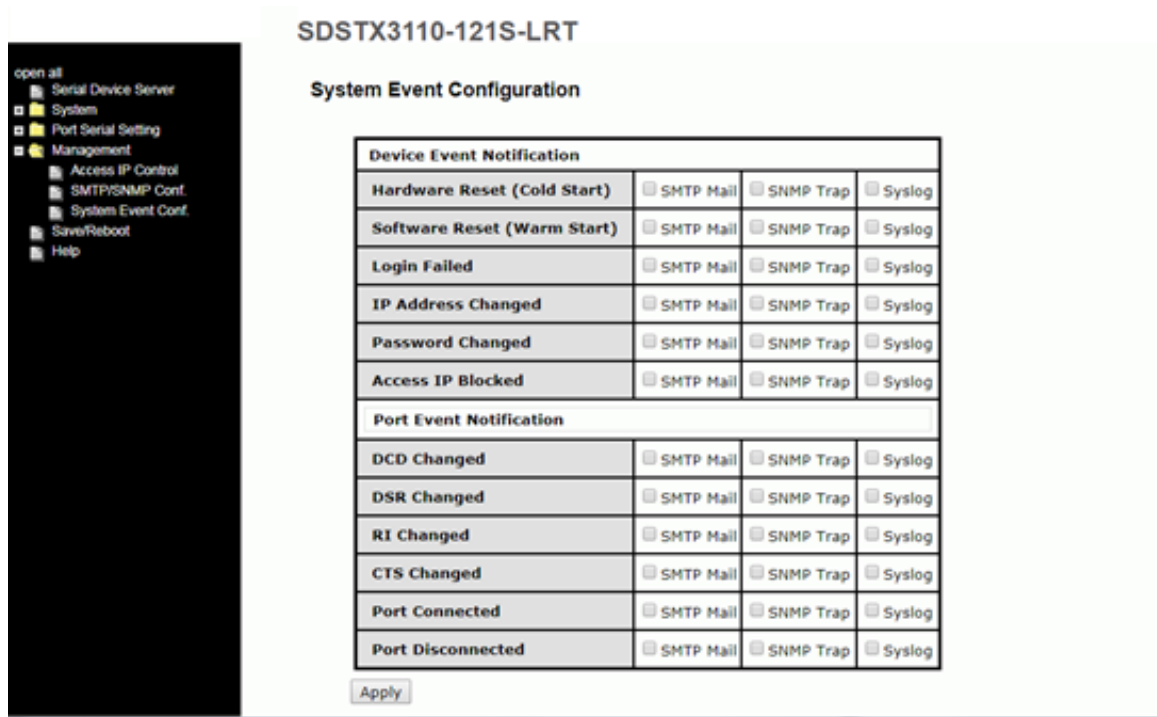 SDSTX3110-121S-LRT
open all
Serial Device Server
System
Port Serial Setting
Management
Access IP Control
SMTP/SNMP Conf.
System Event Conf.
Save/Reboot
Help
System Event Configuration
Device Event Notification
Hardware Reset (Cold Start) SMTP Mail SNMP Trap Syslog
Software Reset (Warm Start) SMTP Mail SNMP Trap Syslog
Login Failed SMTP Mail SNMP Trap Syslog
IP Address Changed SMTP Mail SNMP Trap Syslog
Password Changed SMTP Mail SNMP Trap Syslog
Access IP Blocked SMTP Mail SNMP Trap Syslog
Port Event Notification
DCD Changed SMTP Mail SNMP Trap Syslog
DSR Changed SMTP Mail SNMP Trap Syslog
RI Changed SMTP Mail SNMP Trap Syslog
CTS Changed SMTP Mail SNMP Trap Syslog
Port Connected SMTP Mail SNMP Trap Syslog
Port Disconnected SMTP Mail SNMP Trap Syslog
Apply